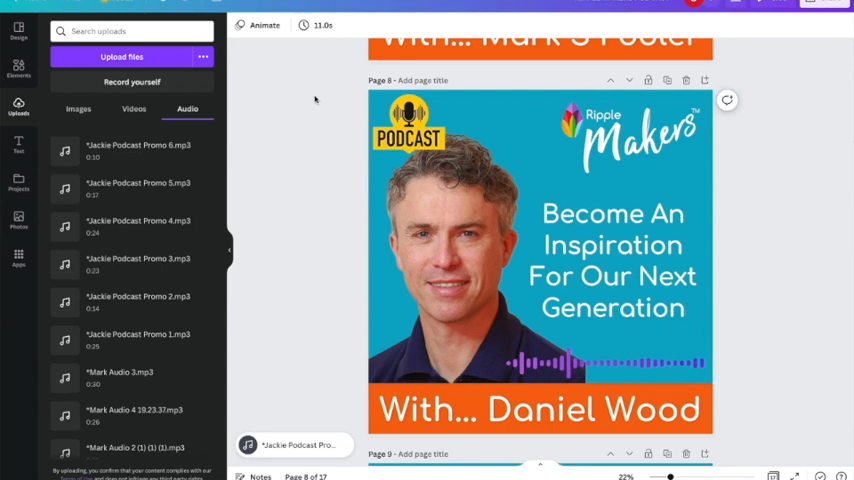 Animate
11.0s
Search uploads
Upload files
Record yourself
Images
Videos
Audio
Design
Elements
Uploads
Text
Projects
Photos
Apps
*Jackie Podcast Promo 6.mp3
0:10
*Jackie Podcast Promo 5.mp3
0:17
*Jackie Podcast Promo 4.mp3
0:24
*Jackie Podcast Promo 3.mp3
0:23
*Jackie Podcast Promo 2.mp3
0:14
*Jackie Podcast Promo 1.mp3
0:25
*Mark Audio 3.mp3
0:30
*Mark Audio 4 19.23.37.mp3
0:26
*Mark Audio 2 (1) (1) (1).mp3
By uploading, you confirm that your content complies with our
With... Mark S Fooler
Page 8 - Add page title
PODCAST
Ripple
Makers™
Become An
Inspiration
For Our Next
Generation
With... Daniel Wood
*Jackie Podcast Pro...
Page 9 - Add page title
Notes
Page 8 of 17
22%
17